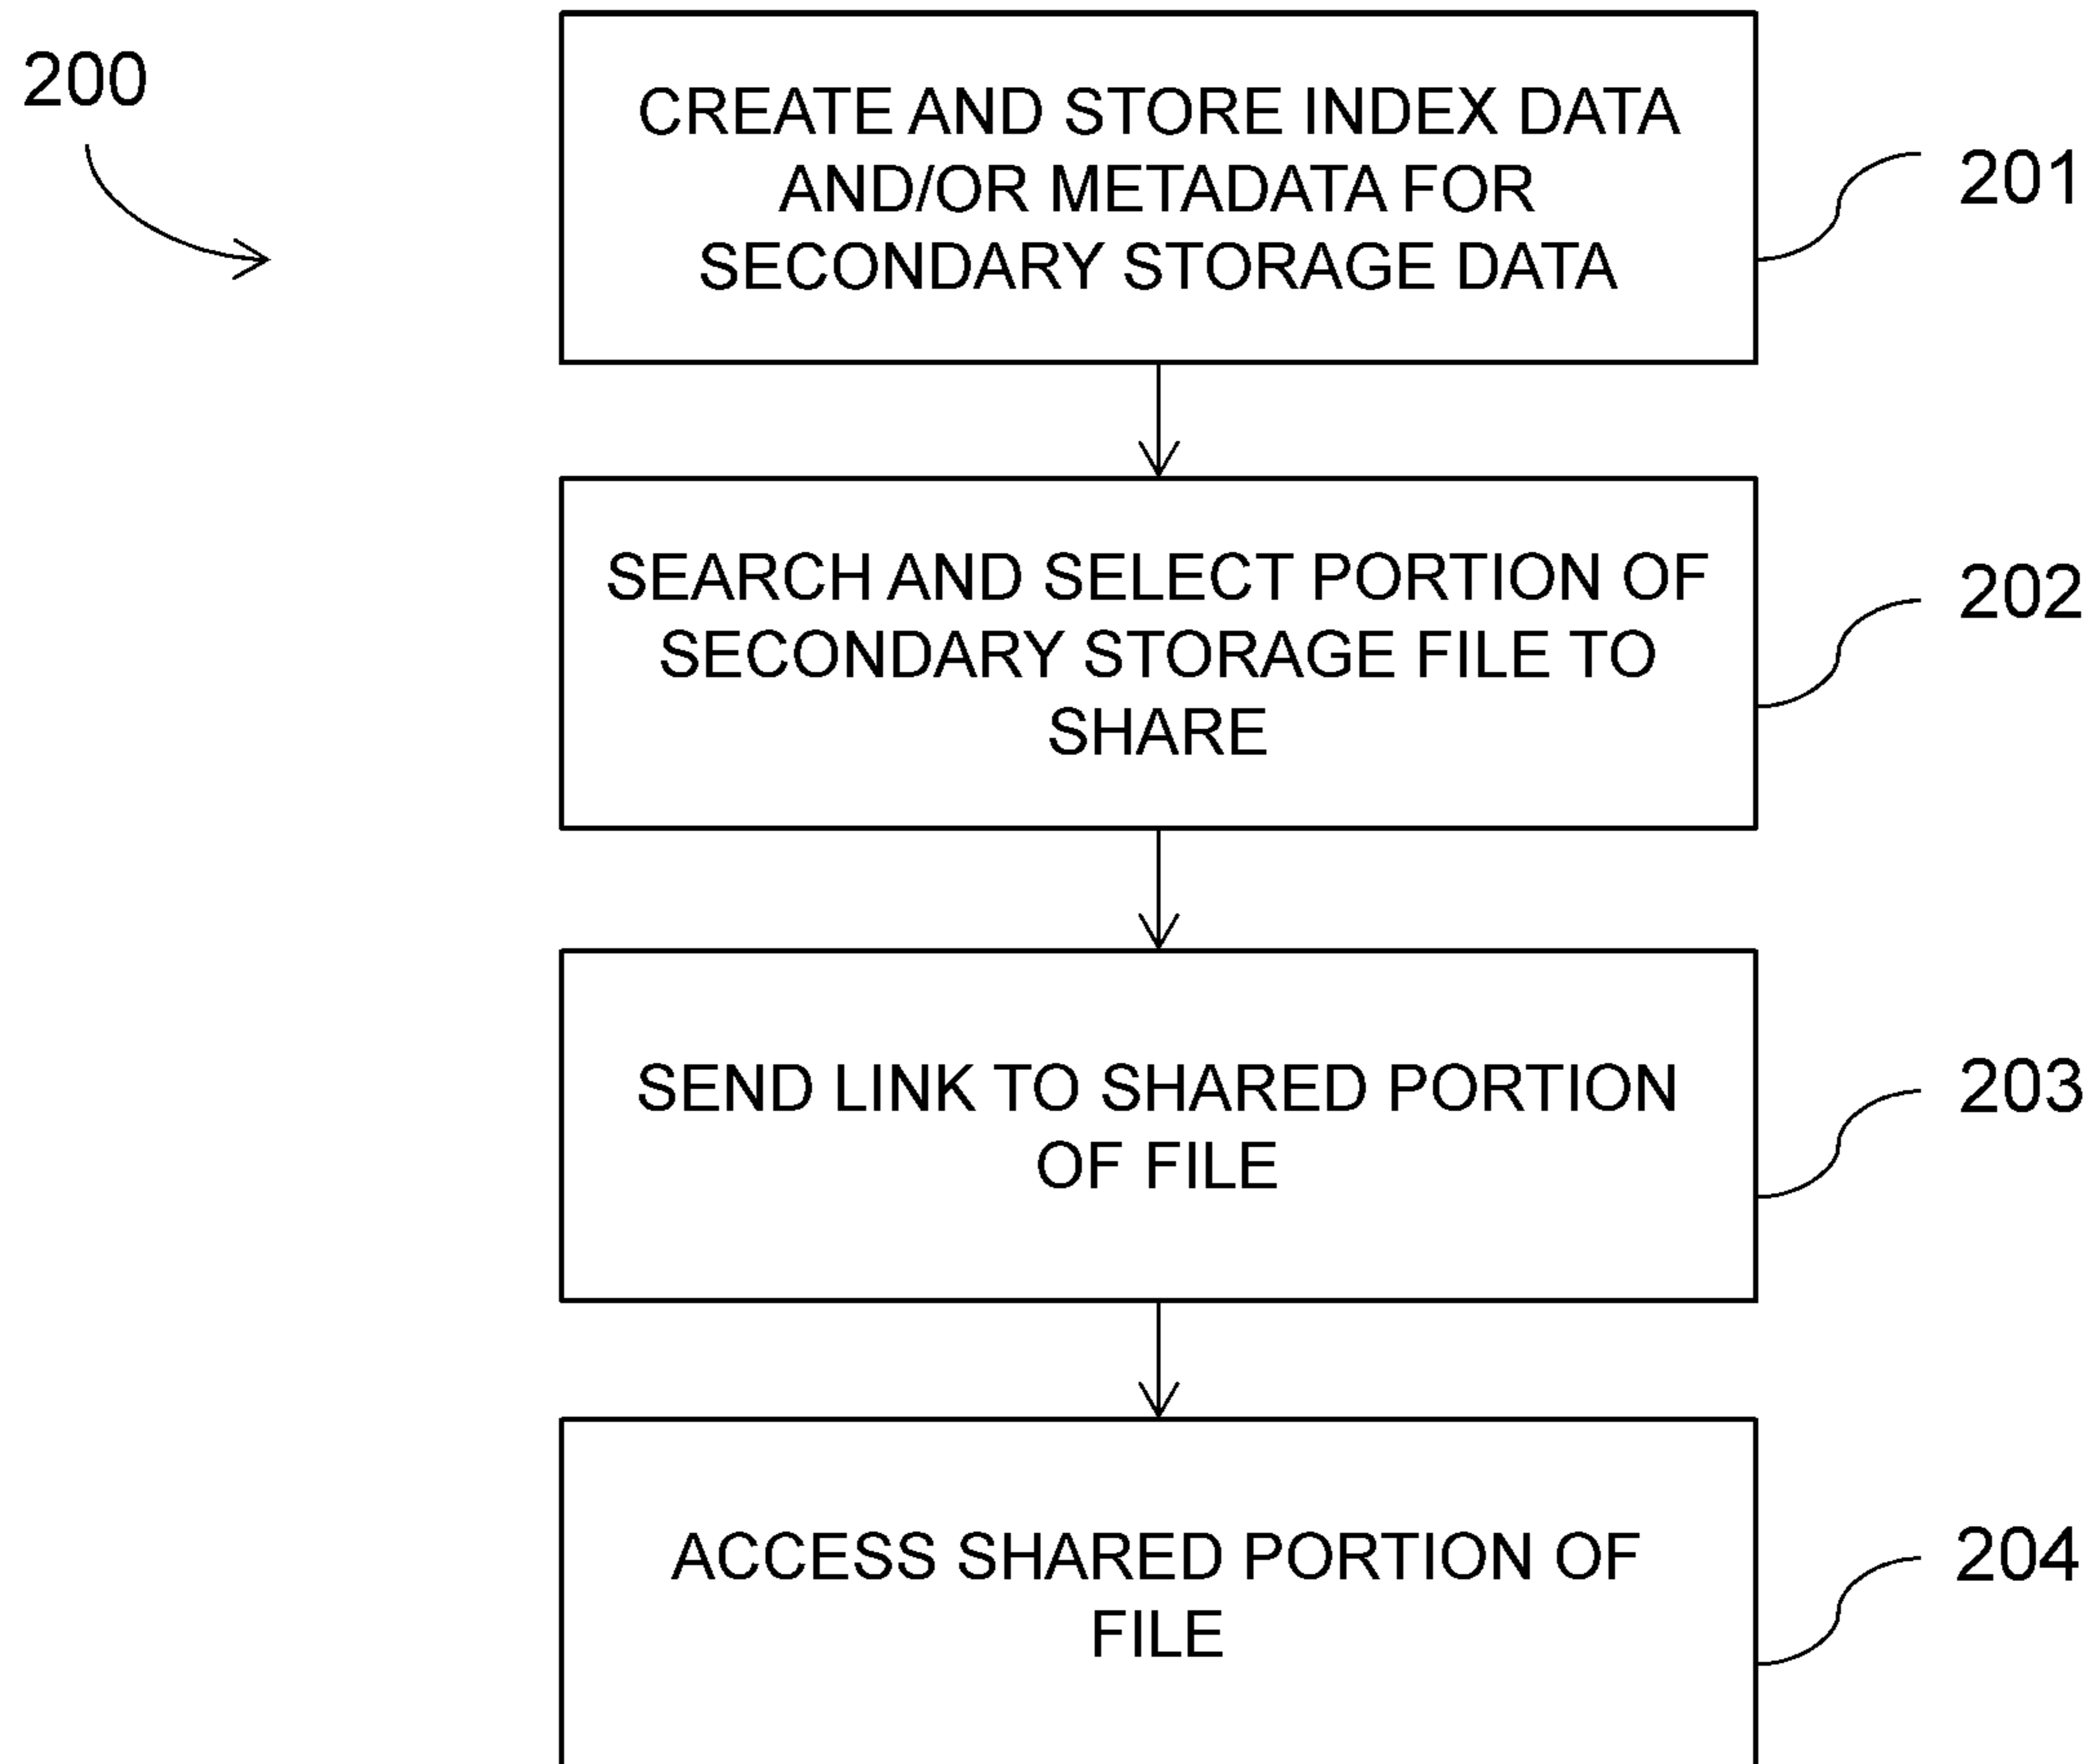 200
CREATE AND STORE INDEX DATA
AND/OR METADATA FOR
SECONDARY STORAGE DATA
201
SEARCH AND SELECT PORTION OF
SECONDARY STORAGE FILE TO
SHARE
202
SEND LINK TO SHARED PORTION
OF FILE
203
ACCESS SHARED PORTION OF
FILE
204